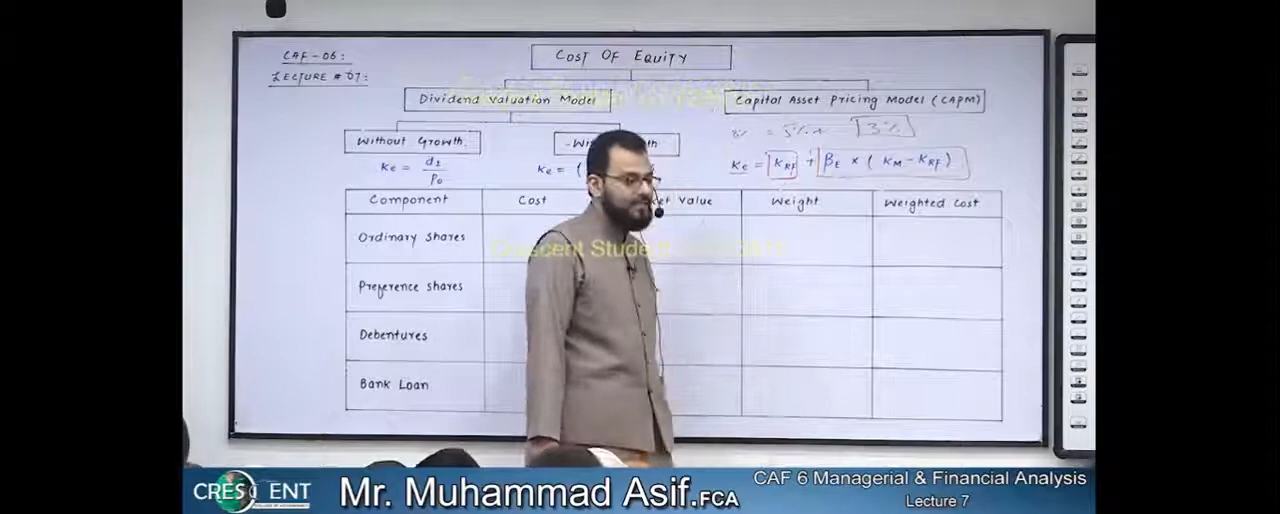 CAF-06:
LECTURE # 07:
COST OF EQUITY
Dividend Valuation Model
Capital Asset Pricing Model (CAPM)
= 5% + 3%
Without Growth
Ke = d1 / P0
Ke = (
Ke = KRF + βE × ( KM - KRF )
Component Cost Value Weight Weighted Cost
Ordinary Shares
Crescent Student
Preference Shares
Debentures
Bank Loan
CRESCENT
Mr. Muhammad Asif.FCA
CAF 6 Managerial & Financial Analysis
Lecture 7